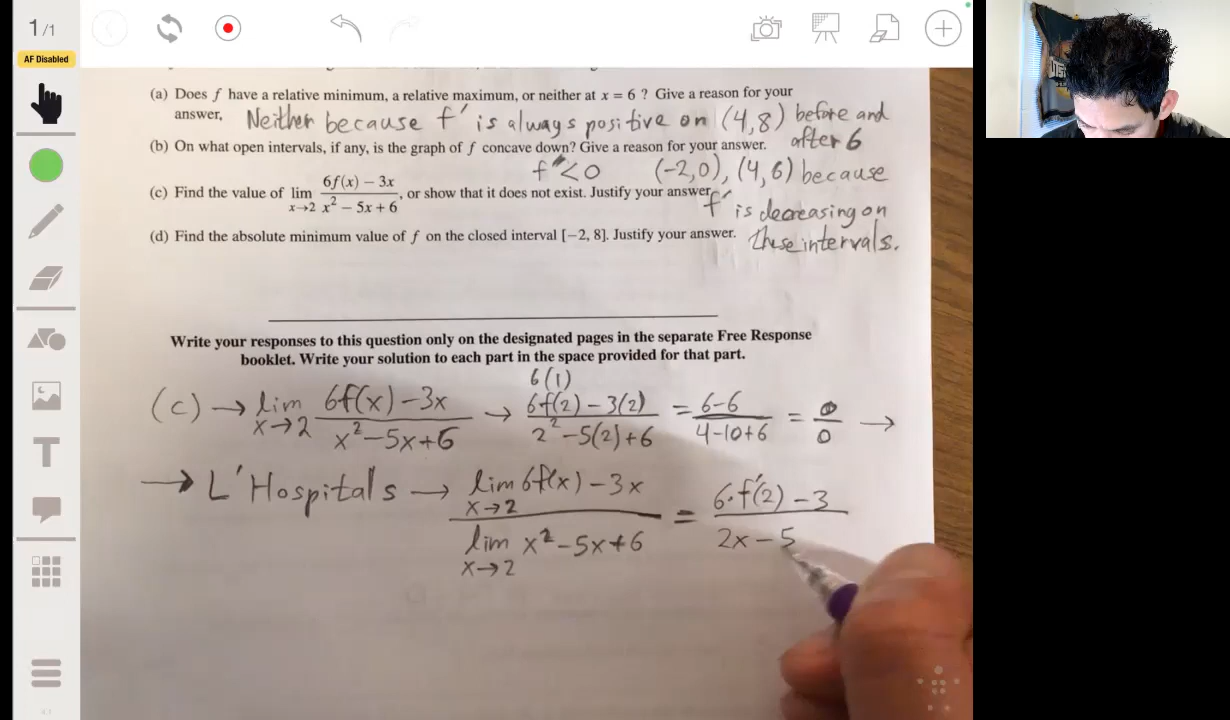 1/1
AF Disabled
(a) Does f have a relative minimum, a relative maximum, or neither at x = 6 ? Give a reason for your
answer, Neither because f' is always positive on (4,8) before and
after 6
(b) On what open intervals, if any, is the graph of f concave down? Give a reason for your answer.
f"<0 (-2,0), (4,6) because
f' is decreasing on
these intervals.
(c) Find the value of lim x→2 6f(x) − 3x / x² − 5x + 6, or show that it does not exist. Justify your answer.
(d) Find the absolute minimum value of f on the closed interval [−2, 8]. Justify your answer.
Write your responses to this question only on the designated pages in the separate Free Response
booklet. Write your solution to each part in the space provided for that part.
6(1)
(c) → lim x→2 6f(x) −3x / x²−5x+6 → 6f(2) − 3(2) / 2² −5(2)+6 = 6-6 / 4-10+6 = 0/0 →
→ L'Hospitals → lim x→2 6f(x) − 3x / lim x→2 x² −5x+6 = 6·f'(2) −3 / 2x − 5
T